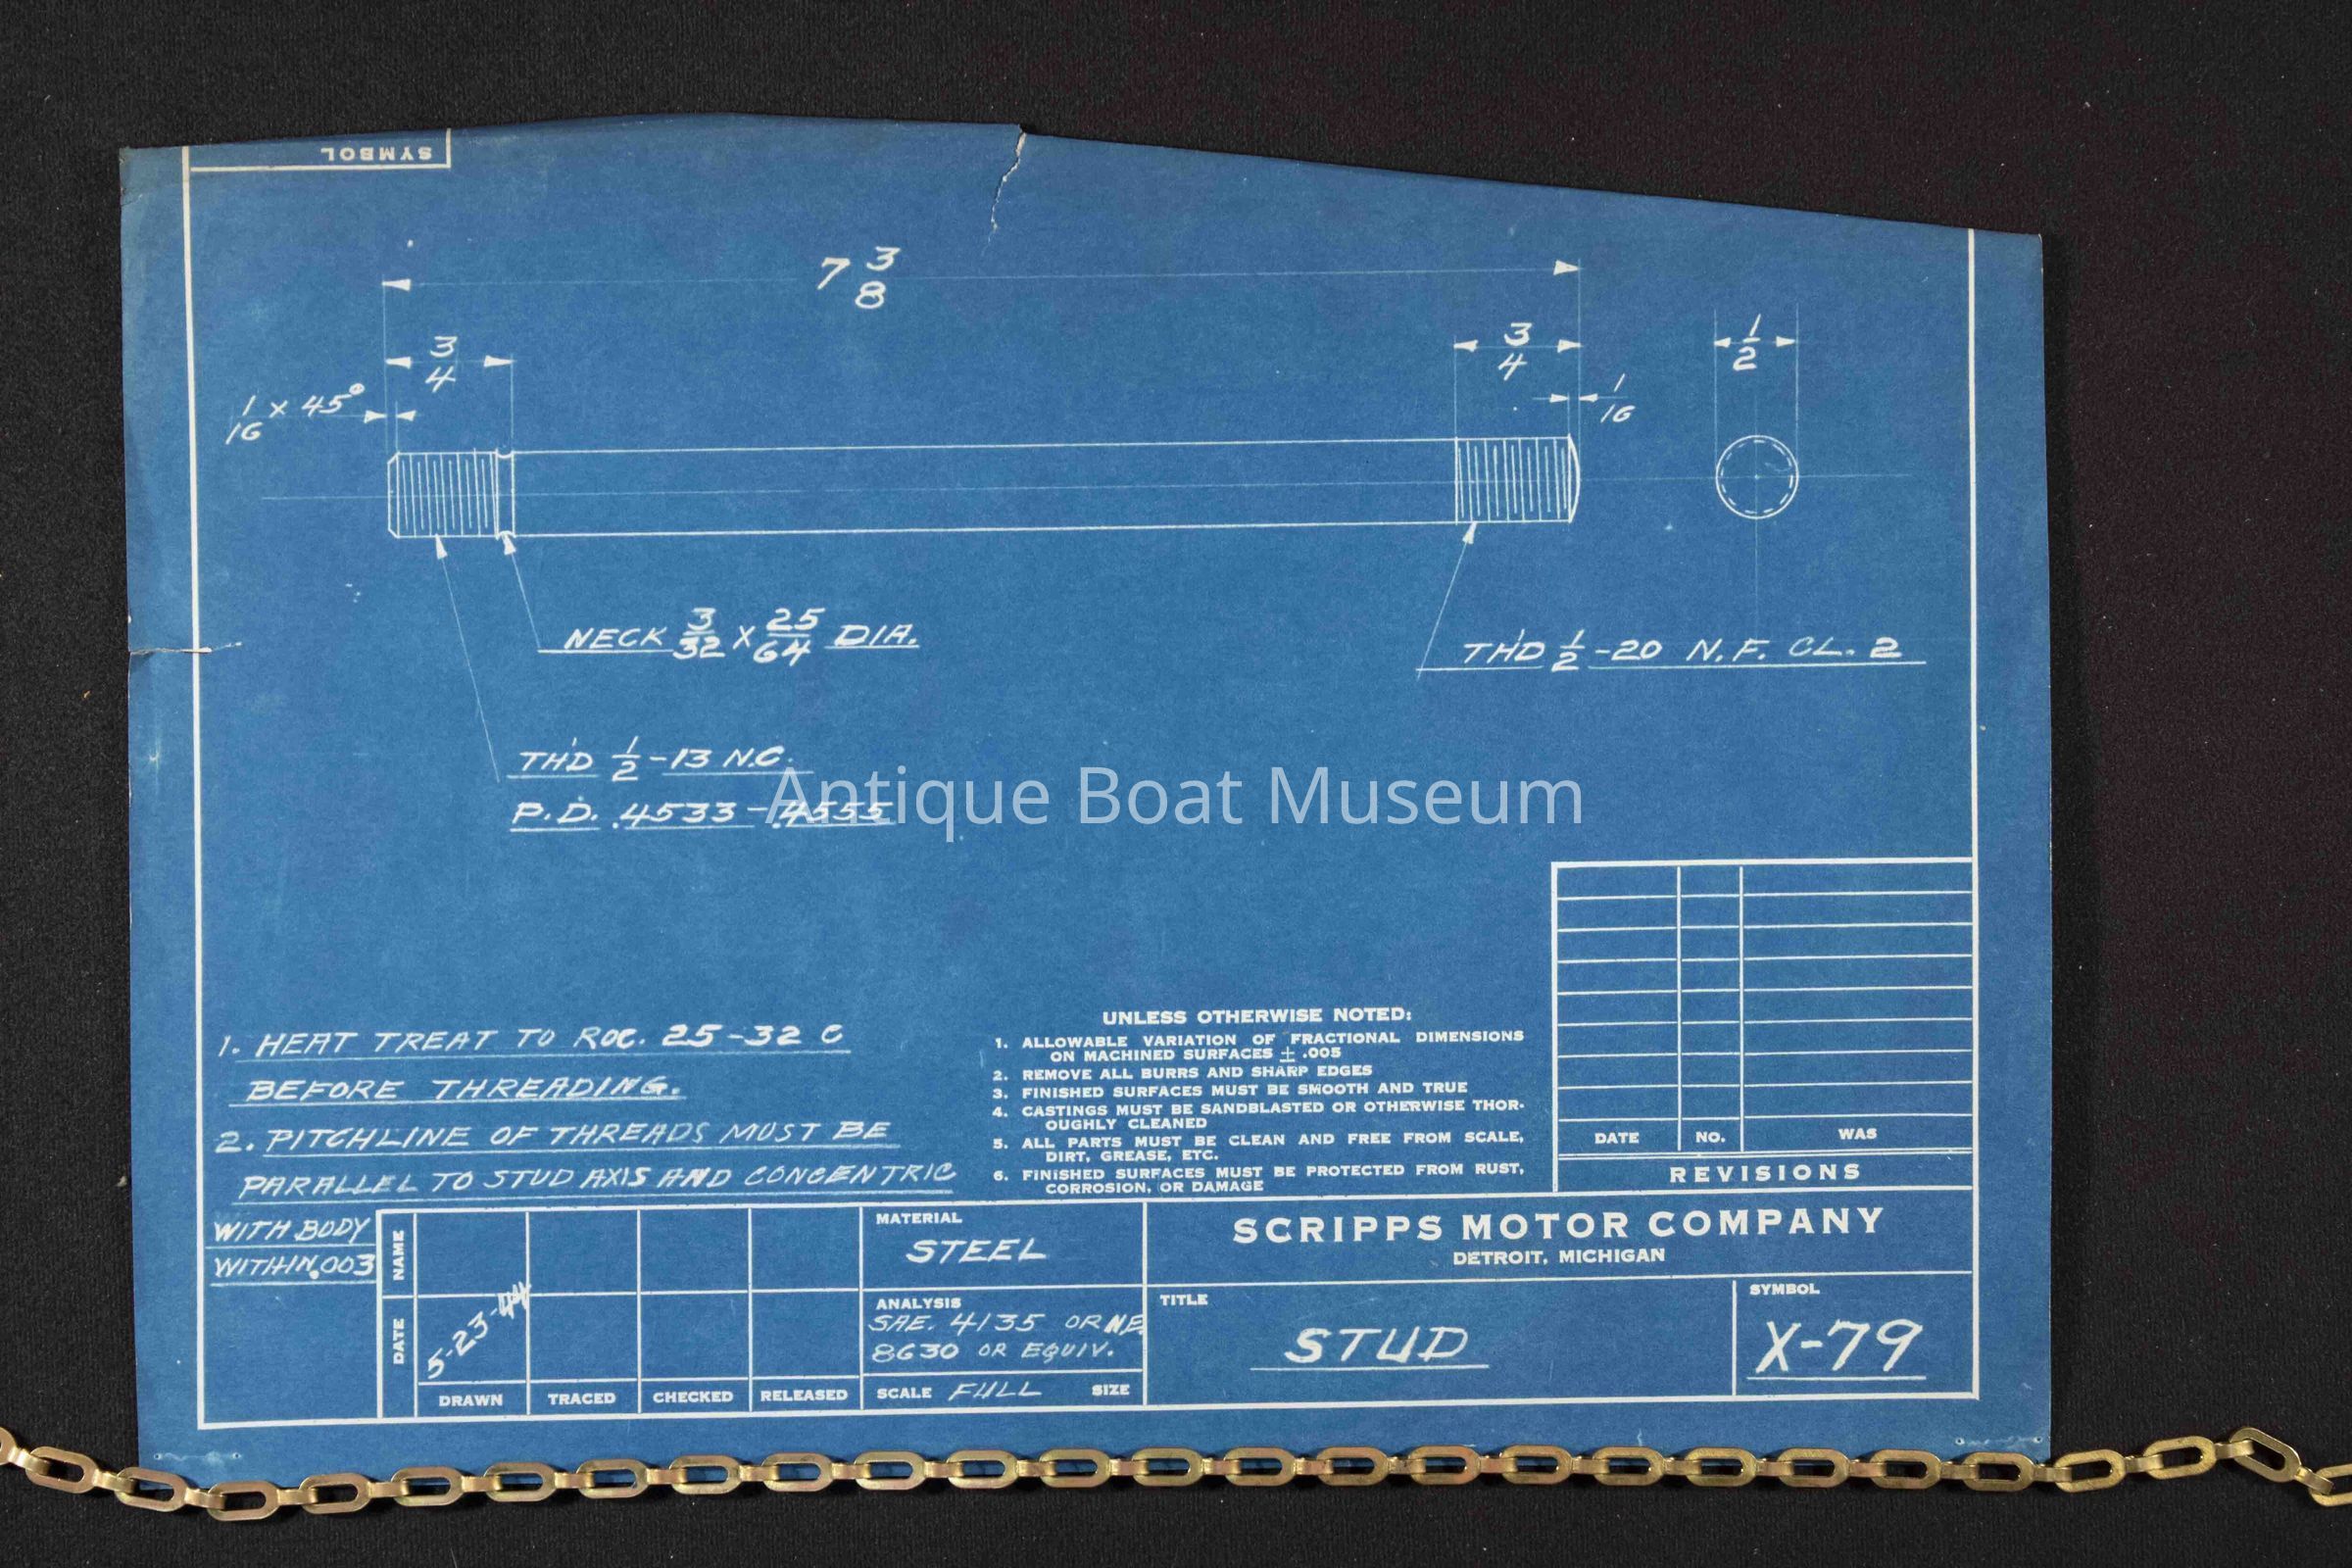 SYMBOL
7 3/8
3/4
3/4
1/2
1/16 x 45°
1/16
NECK 3/32 X 25/64 DIA.
TH'D 1/2-20 N.F. CL. 2
TH'D 1/2-13 N.C.
P.D. .4533-.4555
Antique Boat Museum
1. HEAT TREAT TO ROC. 25-32 C
BEFORE THREADING.
2. PITCHLINE OF THREADS MUST BE
PARALLEL TO STUD AXIS AND CONCENTRIC
WITH BODY
WITHIN .003
UNLESS OTHERWISE NOTED:
1. ALLOWABLE VARIATION OF FRACTIONAL DIMENSIONS
ON MACHINED SURFACES ± .005
2. REMOVE ALL BURRS AND SHARP EDGES
3. FINISHED SURFACES MUST BE SMOOTH AND TRUE
4. CASTINGS MUST BE SANDBLASTED OR OTHERWISE THOR-
OUGHLY CLEANED
5. ALL PARTS MUST BE CLEAN AND FREE FROM SCALE,
DIRT, GREASE, ETC.
6. FINISHED SURFACES MUST BE PROTECTED FROM RUST,
CORROSION, OR DAMAGE
DATE NO. WAS
REVISIONS
NAME
DATE
5-23-44
DRAWN TRACED CHECKED RELEASED
MATERIAL
STEEL
ANALYSIS
SAE. 4135 OR NE
8630 OR EQUIV.
SCALE FULL SIZE
SCRIPPS MOTOR COMPANY
DETROIT, MICHIGAN
TITLE
STUD
SYMBOL
X-79